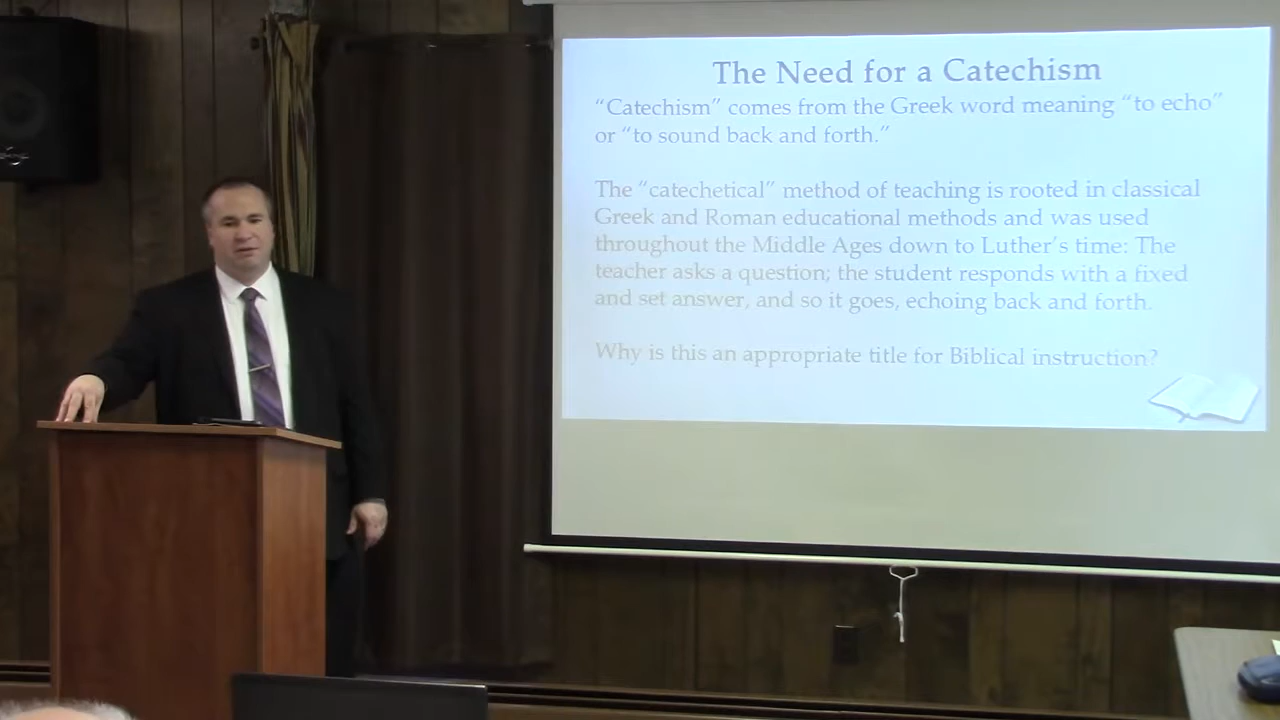 The Need for a Catechism
“Catechism” comes from the Greek word meaning “to echo”
or “to sound back and forth.”
The “catechetical” method of teaching is rooted in classical
Greek and Roman educational methods and was used
throughout the Middle Ages down to Luther’s time: The
teacher asks a question; the student responds with a fixed
and set answer, and so it goes, echoing back and forth.
Why is this an appropriate title for Biblical instruction?